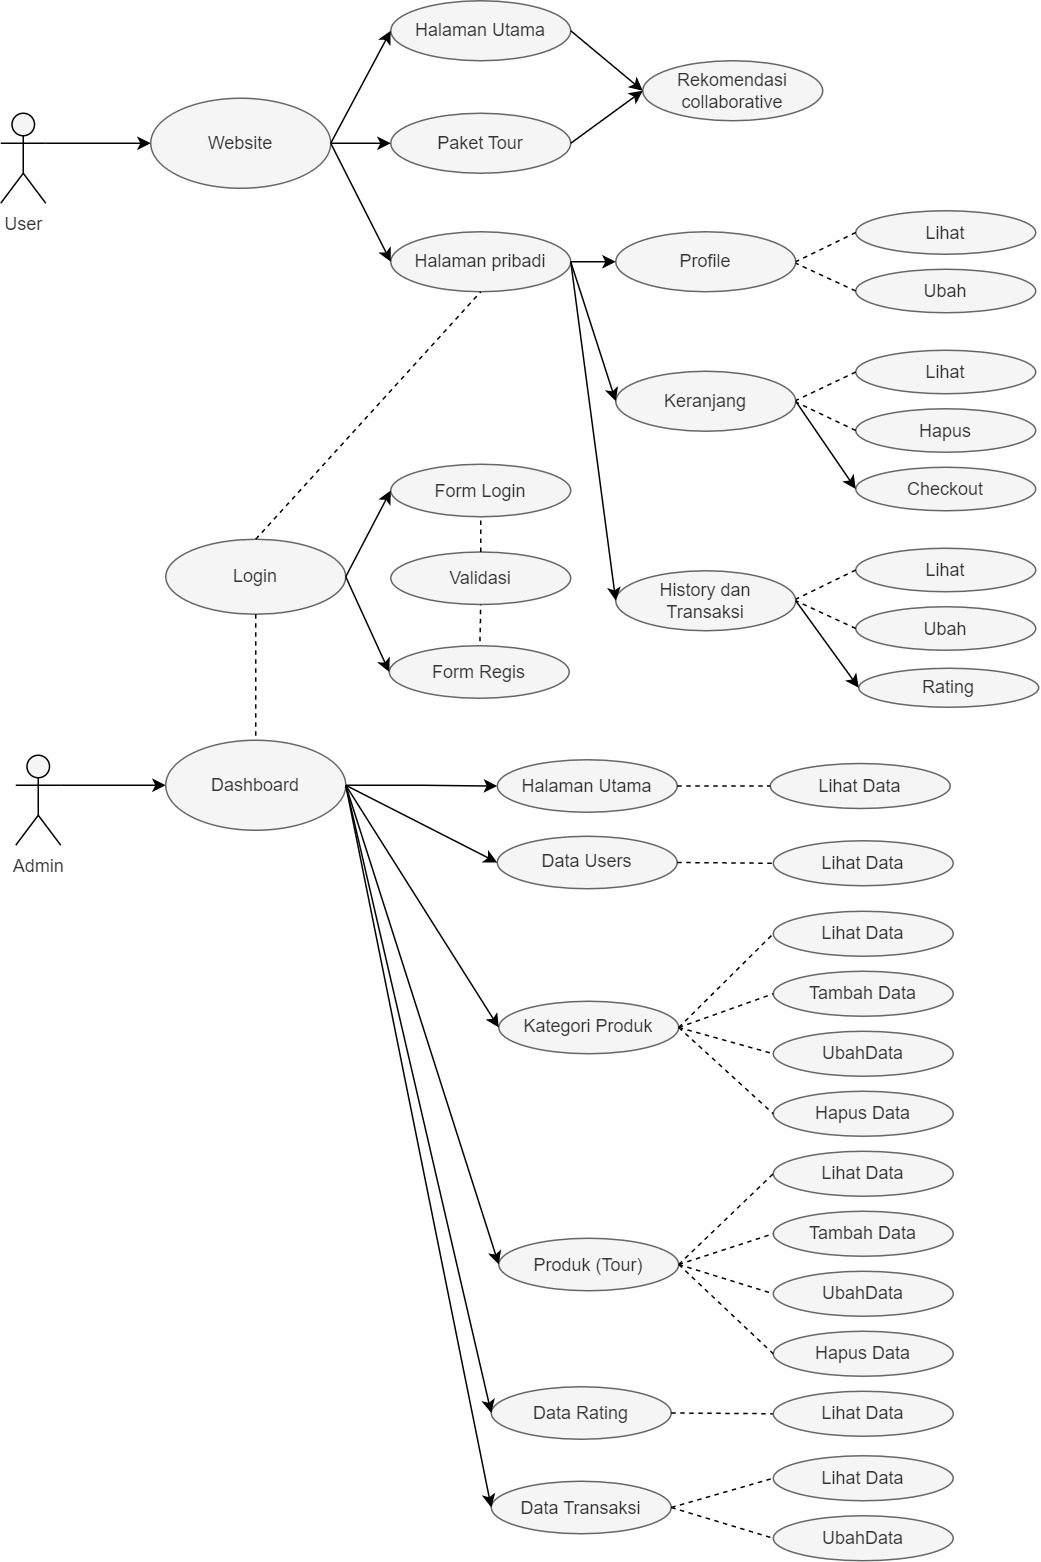 Halaman Utama
Rekomendasi
collaborative
Website
Paket Tour
User
Halaman pribadi
Profile
Lihat
Ubah
Keranjang
Lihat
Hapus
Checkout
Form Login
Login
Validasi
Form Regis
History dan
Transaksi
Lihat
Ubah
Rating
Admin
Dashboard
Halaman Utama
Lihat Data
Data Users
Lihat Data
Kategori Produk
Lihat Data
Tambah Data
UbahData
Hapus Data
Produk (Tour)
Lihat Data
Tambah Data
UbahData
Hapus Data
Data Rating
Lihat Data
Data Transaksi
Lihat Data
UbahData